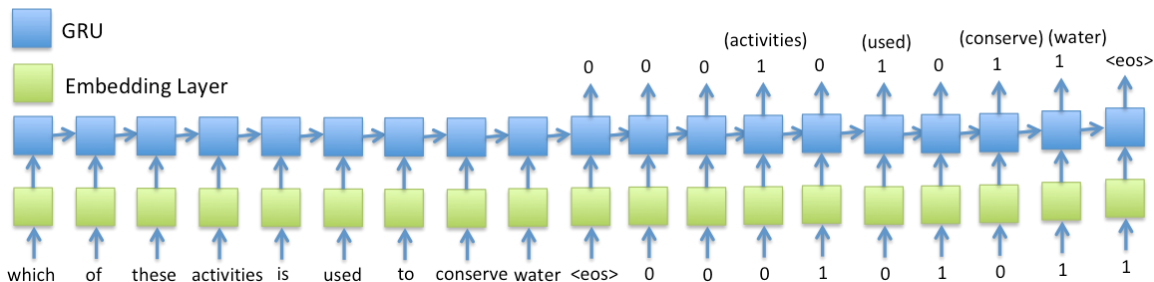 GRU
(activities) (used) (conserve) (water)
0 0 0 1 0 1 0 1 1 <eos>
Embedding Layer
which of these activities is used to conserve water <eos> 0 0 0 1 0 1 0 1 1